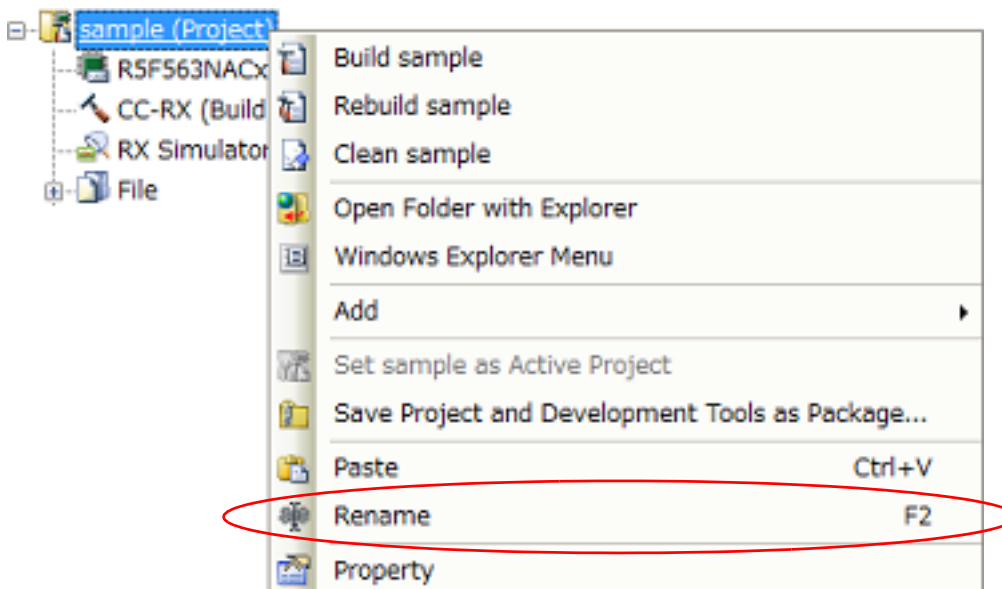 sample (Project)
R5F563NACx
CC-RX (Build
RX Simulator
File
Build sample
Rebuild sample
Clean sample
Open Folder with Explorer
Windows Explorer Menu
Add
Set sample as Active Project
Save Project and Development Tools as Package...
Paste Ctrl+V
Rename F2
Property